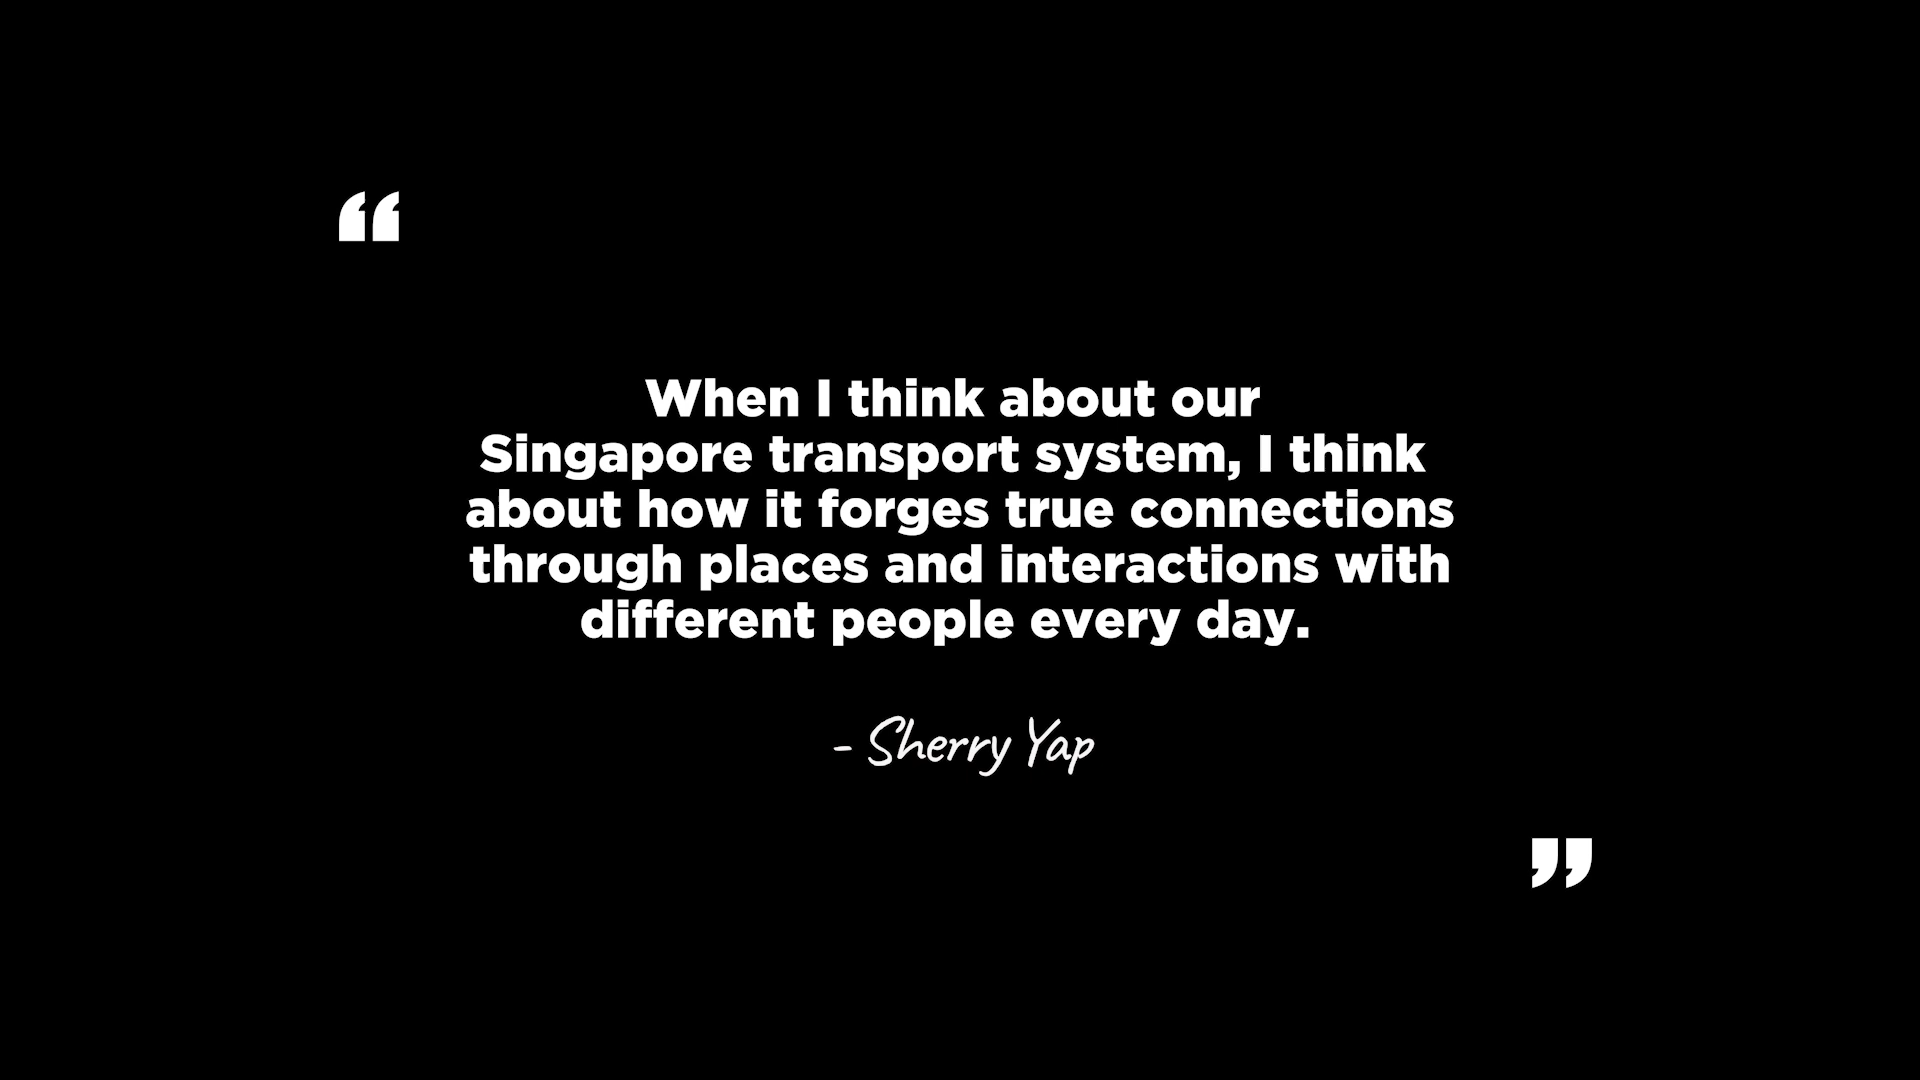 “
When I think about our
Singapore transport system, I think
about how it forges true connections
through places and interactions with
different people every day.
- Sherry Yap
”